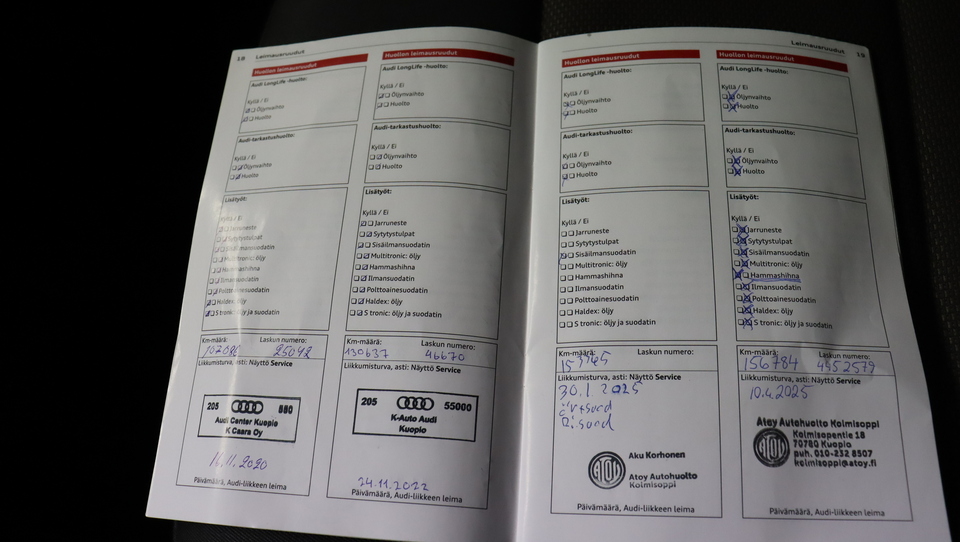 18 Leimausruudut
Huollon leimausruudut
Audi LongLife -huolto:
Kyllä / Ei
Öljynvaihto
Huolto
Audi-tarkastushuolto:
Kyllä / Ei
Öljynvaihto
Huolto
Lisätyöt:
Kyllä / Ei
Jarruneste
Sytytystulpat
Sisäilmansuodatin
Multitronic: öljy
Hammashihna
Ilmansuodatin
Polttoainesuodatin
Haldex: öljy
S tronic: öljy ja suodatin
Km-määrä: Laskun numero:
25042
Liikkumisturva, asti: Näyttö Service
205 880
Audi Center Kuopio
K Caara Oy
16.11.2020
Päivämäärä, Audi-liikkeen leima
Huollon leimausruudut
Audi LongLife -huolto:
Kyllä / Ei
Öljynvaihto
Huolto
Audi-tarkastushuolto:
Kyllä / Ei
Öljynvaihto
Huolto
Lisätyöt:
Kyllä / Ei
Jarruneste
Sytytystulpat
Sisäilmansuodatin
Multitronic: öljy
Hammashihna
Ilmansuodatin
Polttoainesuodatin
Haldex: öljy
S tronic: öljy ja suodatin
Km-määrä: Laskun numero:
130637 46670
Liikkumisturva, asti: Näyttö Service
205 55000
K-Auto Audi
Kuopio
24.11.2022
Päivämäärä, Audi-liikkeen leima
Leimausruudut 19
Huollon leimausruudut
Audi LongLife -huolto:
Kyllä / Ei
Öljynvaihto
Huolto
Audi-tarkastushuolto:
Kyllä / Ei
Öljynvaihto
Huolto
Lisätyöt:
Kyllä / Ei
Jarruneste
Sytytystulpat
Sisäilmansuodatin
Multitronic: öljy
Hammashihna
Ilmansuodatin
Polttoainesuodatin
Haldex: öljy
S tronic: öljy ja suodatin
Km-määrä: Laskun numero:
Liikkumisturva, asti: Näyttö Service
30.1.2025
ö'v+suod
suod
Aku Korhonen
ATOY
Atoy Autohuolto
Kolmisoppi
Päivämäärä, Audi-liikkeen leima
Huollon leimausruudut
Audi LongLife -huolto:
Kyllä / Ei
Öljynvaihto
Huolto
Audi-tarkastushuolto:
Kyllä / Ei
Öljynvaihto
Huolto
Lisätyöt:
Kyllä / Ei
Jarruneste
Sytytystulpat
Sisäilmansuodatin
Multitronic: öljy
Hammashihna
Ilmansuodatin
Polttoainesuodatin
Haldex: öljy
S tronic: öljy ja suodatin
Km-määrä: Laskun numero:
156784 4552579
Liikkumisturva, asti: Näyttö Service
10.4.2025
Atoy Autohuolto Kolmisoppi
ATOY
Kolmisopentie 18
70780 Kuopio
puh. 010-232 8507
kolmisoppi@atoy.fi
Päivämäärä, Audi-liikkeen leima